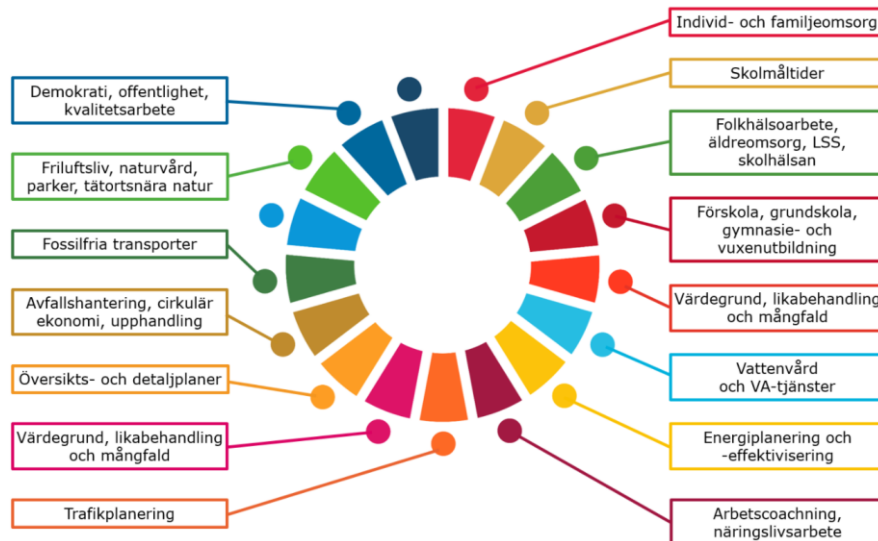 Individ- och familjeomsorg
Skolmåltider
Folkhälsoarbete,
äldreomsorg, LSS,
skolhälsan
Förskola, grundskola,
gymnasie- och
vuxenutbildning
Värdegrund, likabehandling
och mångfald
Vattenvård
och VA-tjänster
Energiplanering och
-effektivisering
Arbetscoachning,
näringslivsarbete
Demokrati, offentlighet,
kvalitetsarbete
Friluftsliv, naturvård,
parker, tätortsnära natur
Fossilfria transporter
Avfallshantering, cirkulär
ekonomi, upphandling
Översikts- och detaljplaner
Värdegrund, likabehandling
och mångfald
Trafikplanering